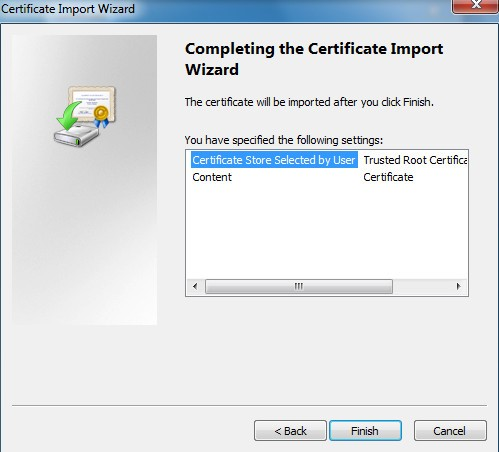 Certificate Import Wizard
Completing the Certificate Import
Wizard
The certificate will be imported after you click Finish.
You have specified the following settings:
Certificate Store Selected by User Trusted Root Certifica
Content Certificate
< Back Finish Cancel